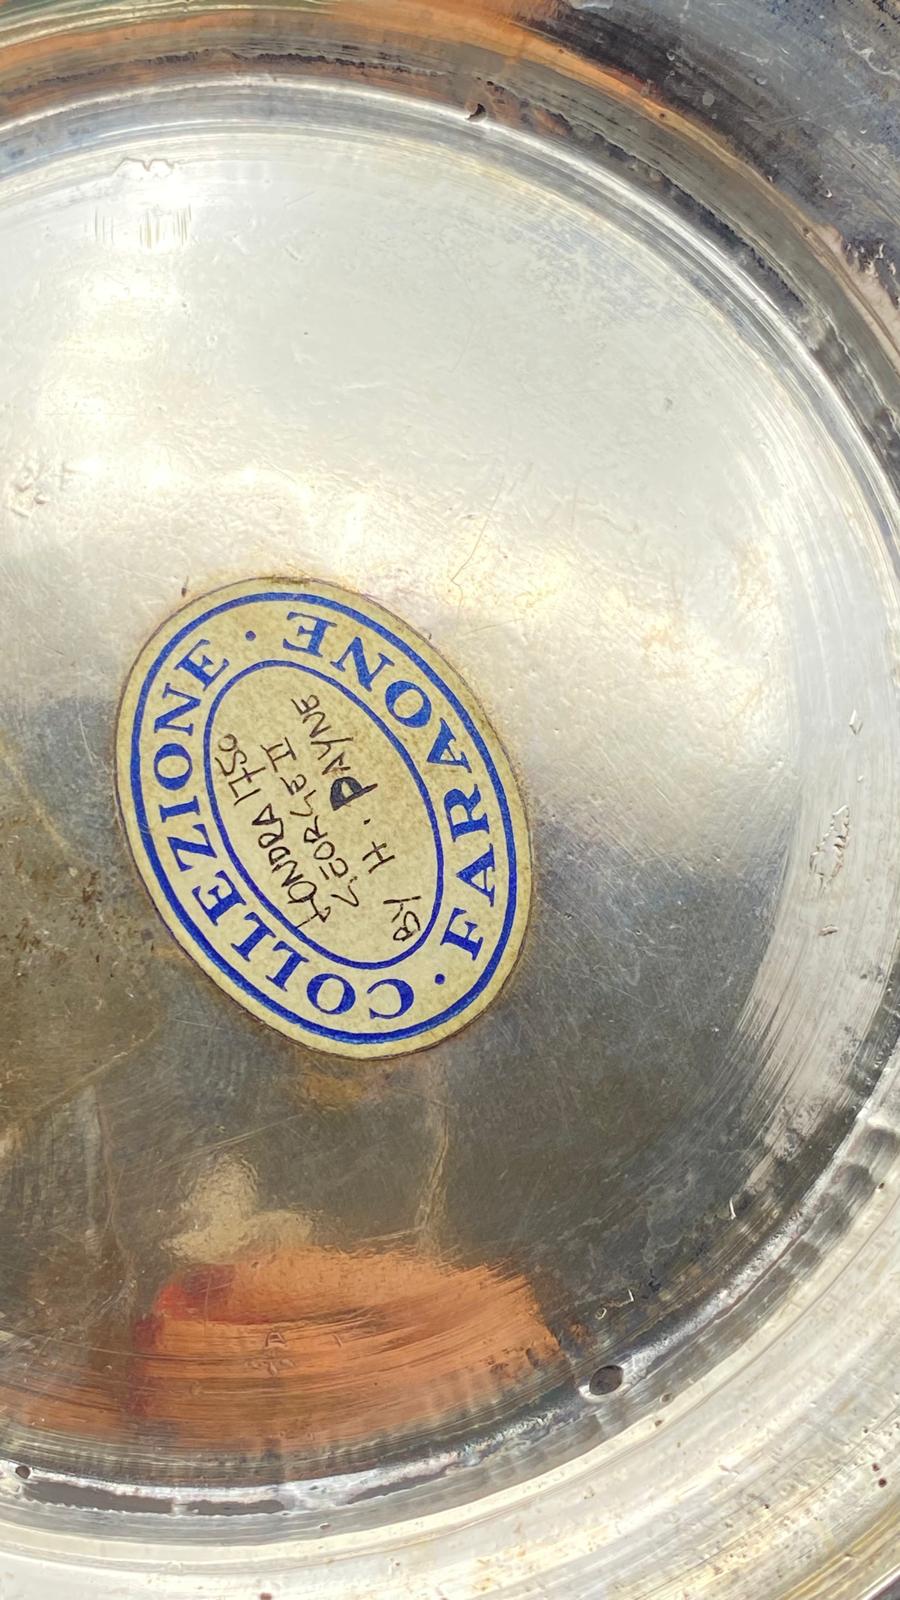 COLLEZIONE · FARAONE ·
LONDRA 1750
GEORGE II
BY H. PAYNE